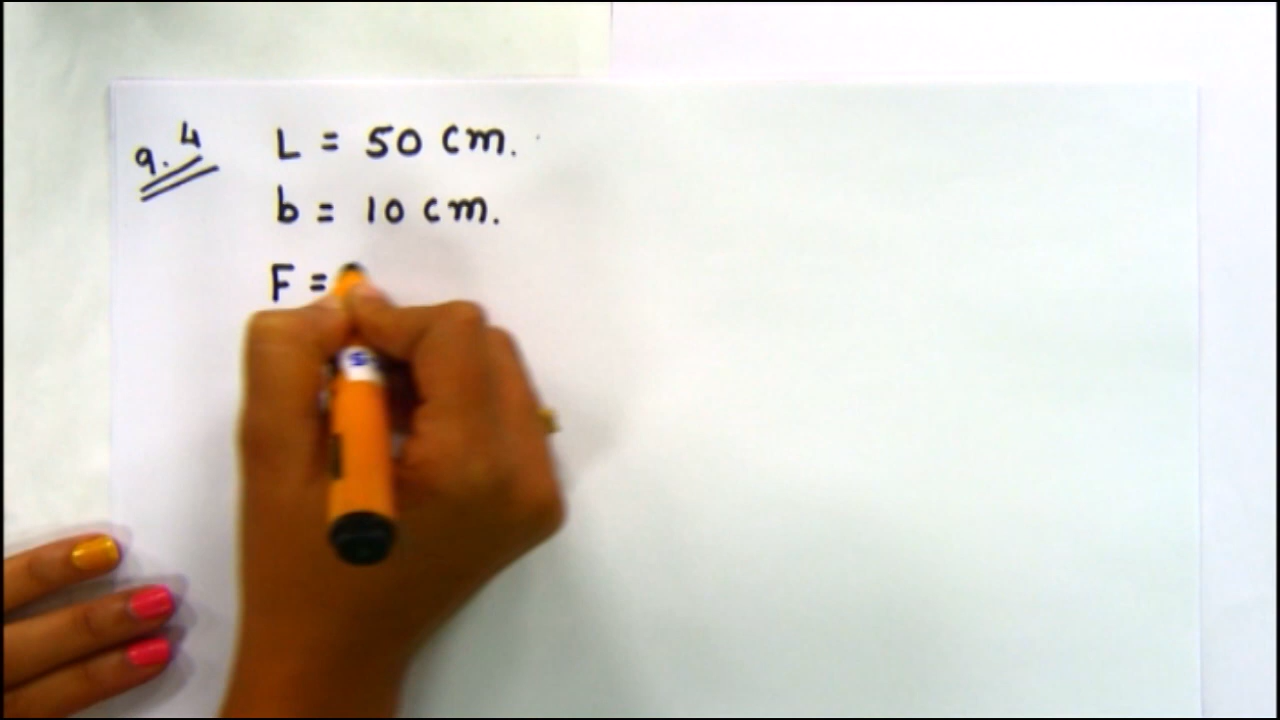 q. 4 L = 50 cm.
b = 10 cm.
F =